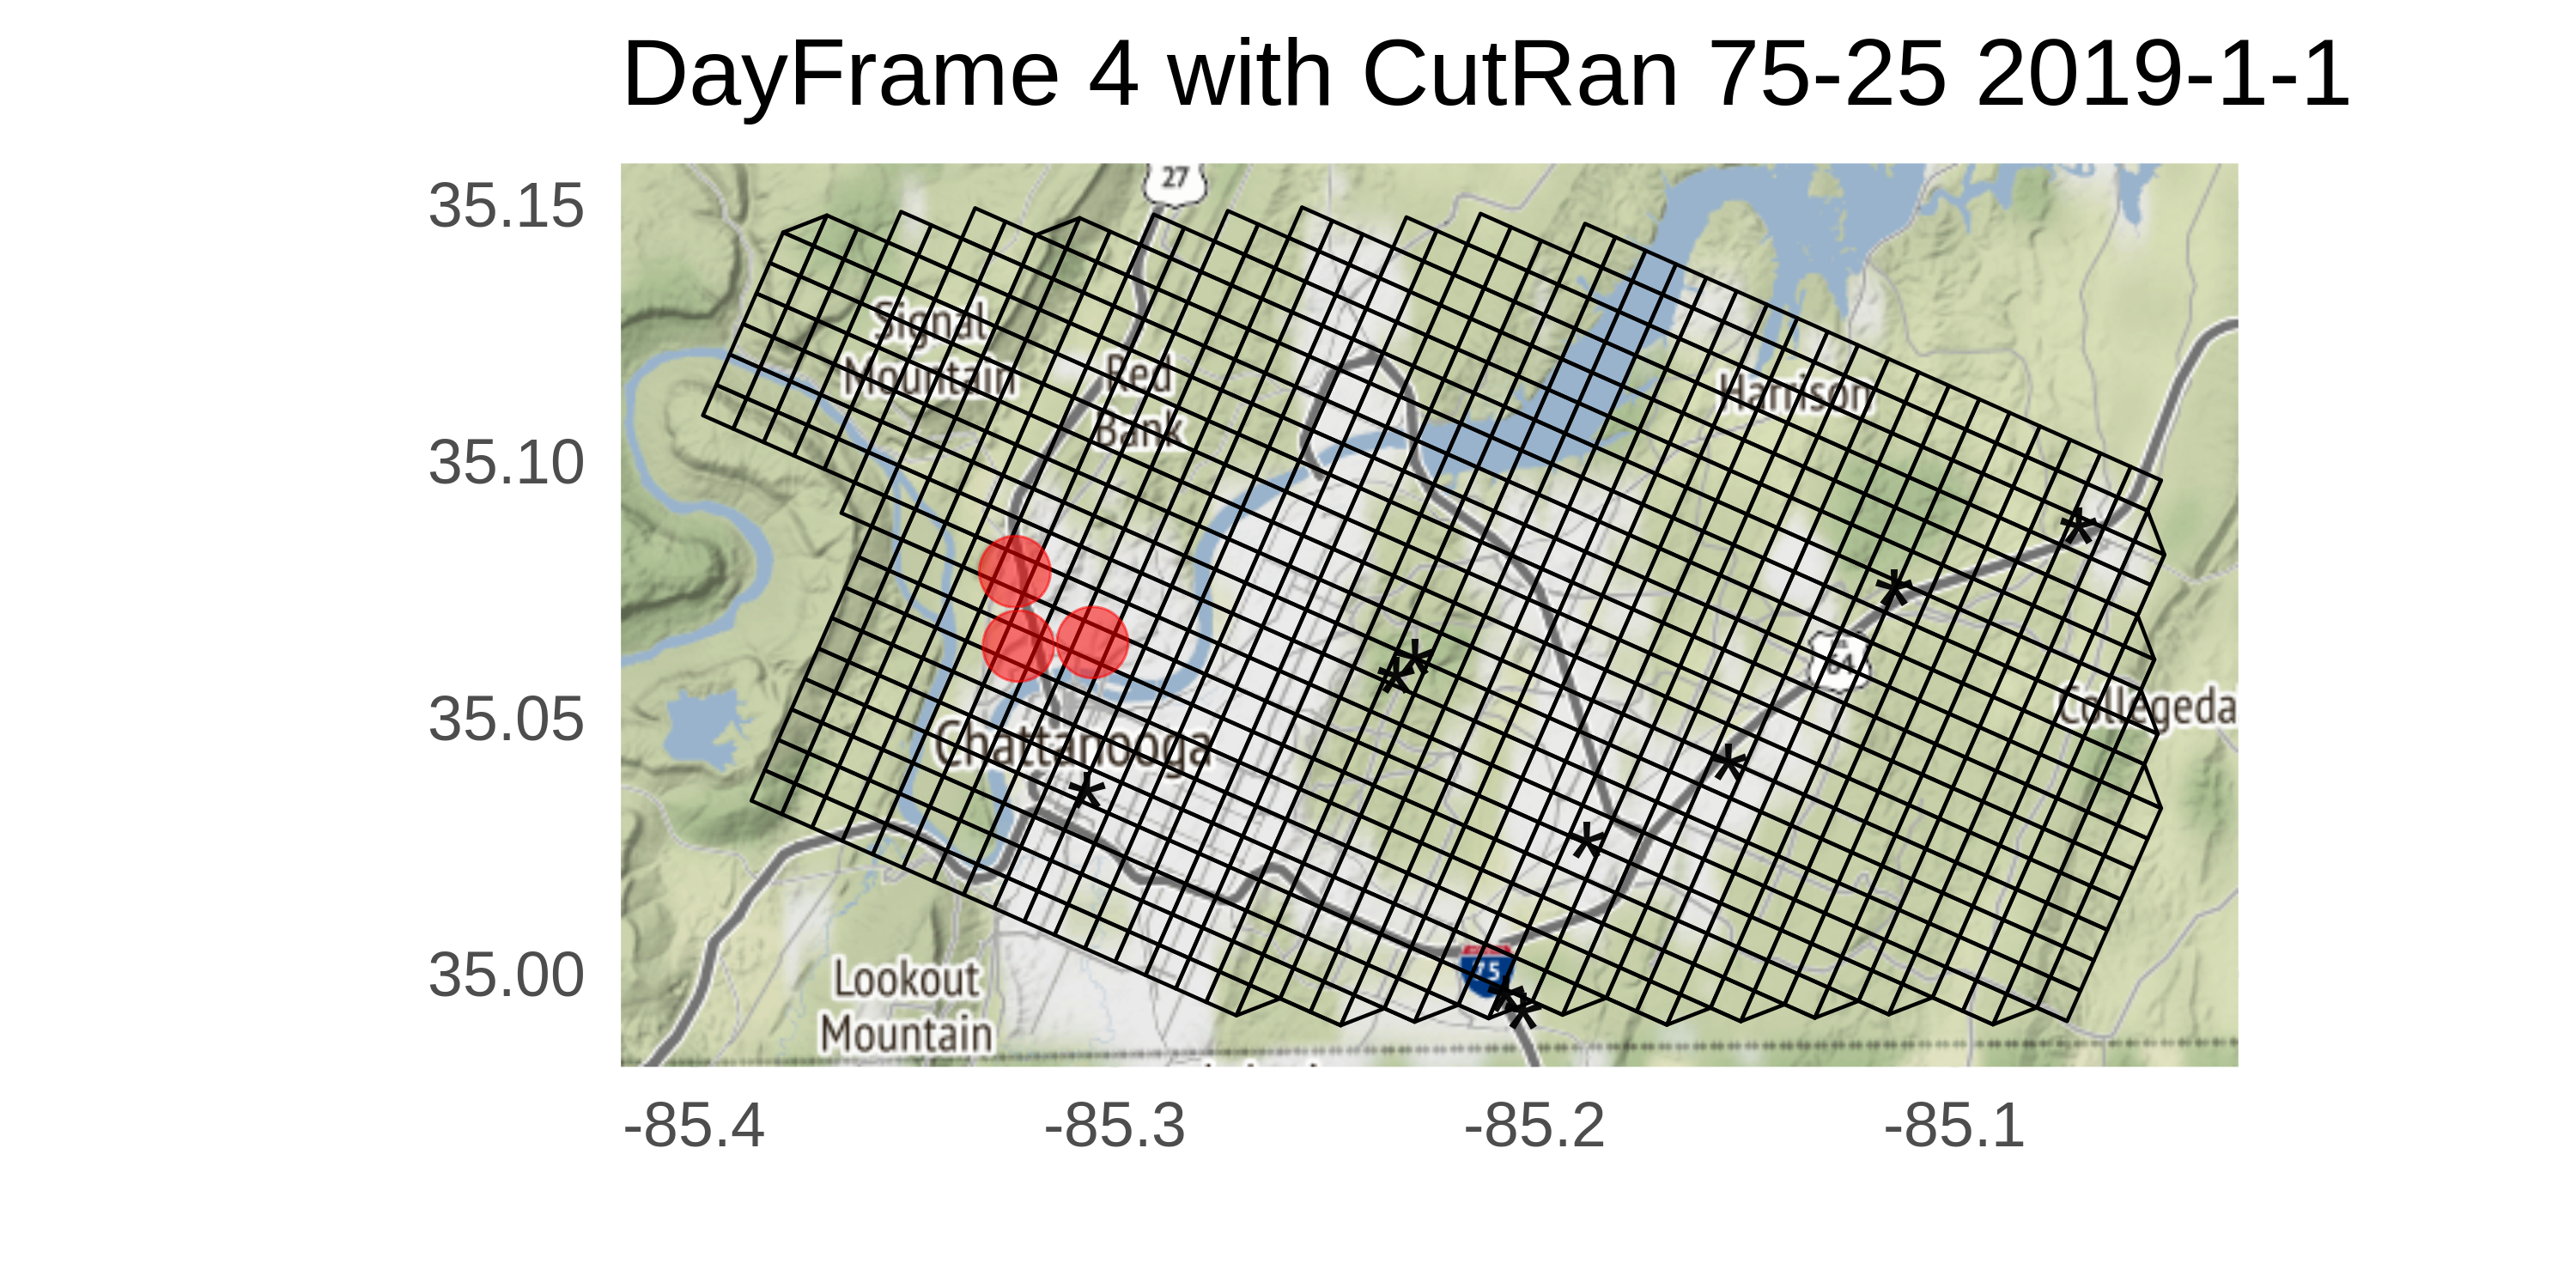 DayFrame 4 with CutRan 75-25 2019-1-1
35.15
35.10
35.05
35.00
27
Signal
Mountain
Red
Bank
Harrison
64
Collegeda
Chattanooga
75
Lookout
Mountain
-85.4
-85.3
-85.2
-85.1